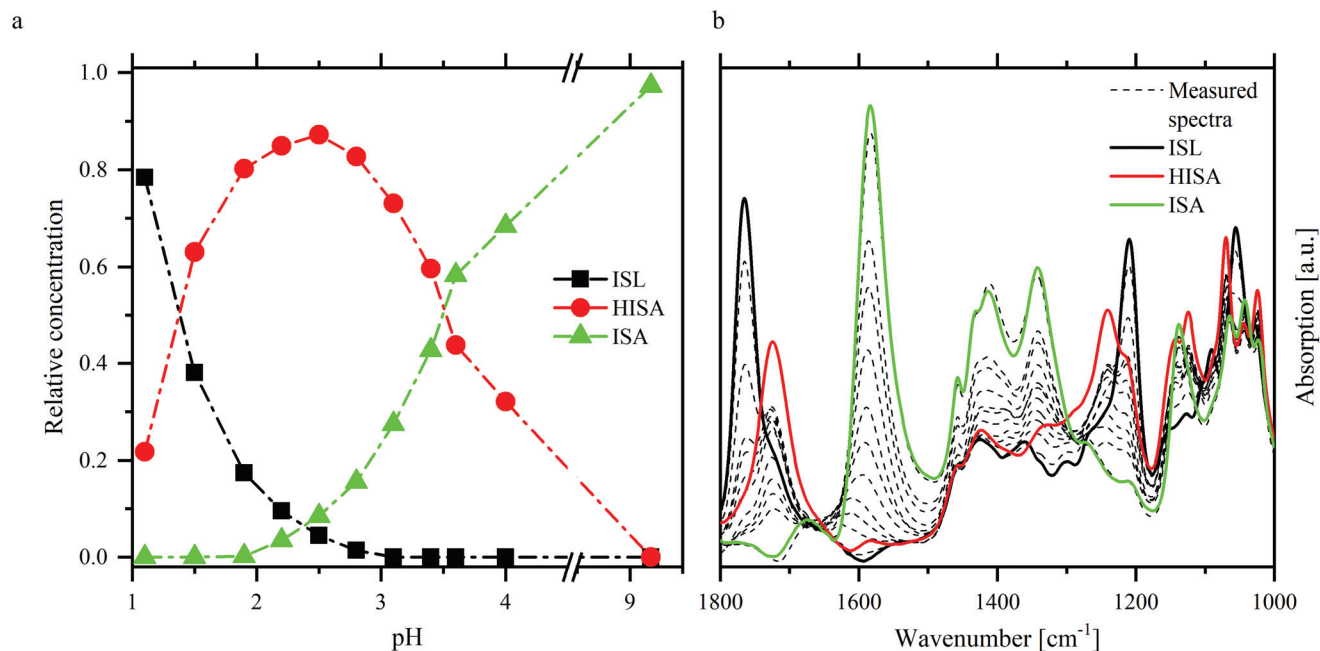 a
b
1.0
0.8
0.6
0.4
0.2
0.0
Relative concentration
1
2
3
4
9
pH
ISL
HISA
ISA
Measured
spectra
ISL
HISA
ISA
Absorption [a.u.]
1800
1600
1400
1200
1000
Wavenumber [cm⁻¹]